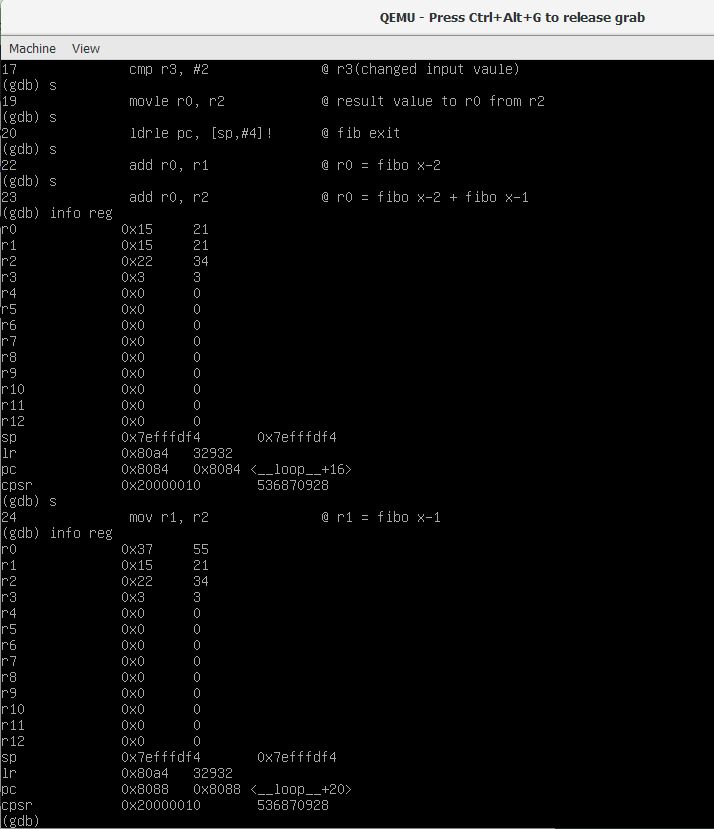 QEMU - Press Ctrl+Alt+G to release grab
Machine View
17 cmp r3, #2 @ r3(changed input vaule)
(gdb) s
19 movle r0, r2 @ result value to r0 from r2
(gdb) s
20 ldrle pc, [sp,#4]! @ fib exit
(gdb) s
22 add r0, r1 @ r0 = fibo x-2
(gdb) s
23 add r0, r2 @ r0 = fibo x-2 + fibo x-1
(gdb) info reg
r0 0x15 21
r1 0x15 21
r2 0x22 34
r3 0x3 3
r4 0x0 0
r5 0x0 0
r6 0x0 0
r7 0x0 0
r8 0x0 0
r9 0x0 0
r10 0x0 0
r11 0x0 0
r12 0x0 0
sp 0x7efffdf4 0x7efffdf4
lr 0x80a4 32932
pc 0x8084 0x8084 <__loop__+16>
cpsr 0x20000010 536870928
(gdb) s
24 mov r1, r2 @ r1 = fibo x-1
(gdb) info reg
r0 0x37 55
r1 0x15 21
r2 0x22 34
r3 0x3 3
r4 0x0 0
r5 0x0 0
r6 0x0 0
r7 0x0 0
r8 0x0 0
r9 0x0 0
r10 0x0 0
r11 0x0 0
r12 0x0 0
sp 0x7efffdf4 0x7efffdf4
lr 0x80a4 32932
pc 0x8088 0x8088 <__loop__+20>
cpsr 0x20000010 536870928
(gdb)